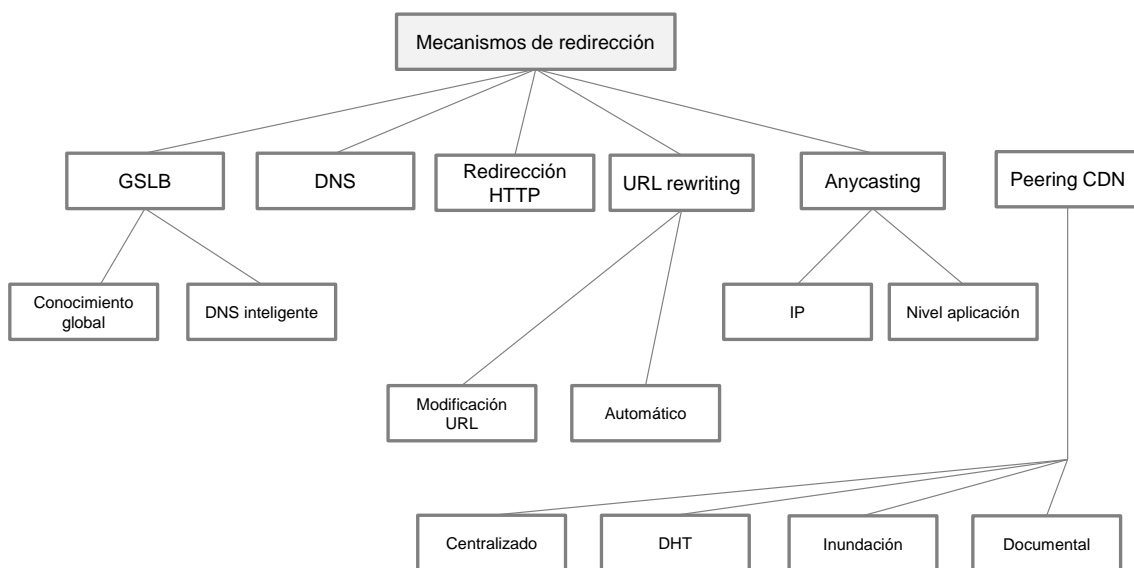 Mecanismos de redirección
GSLB
DNS
Redirección
HTTP
URL rewriting
Anycasting
Peering CDN
Conocimiento
global
DNS inteligente
IP
Nivel aplicación
Modificación
URL
Automático
Centralizado
DHT
Inundación
Documental